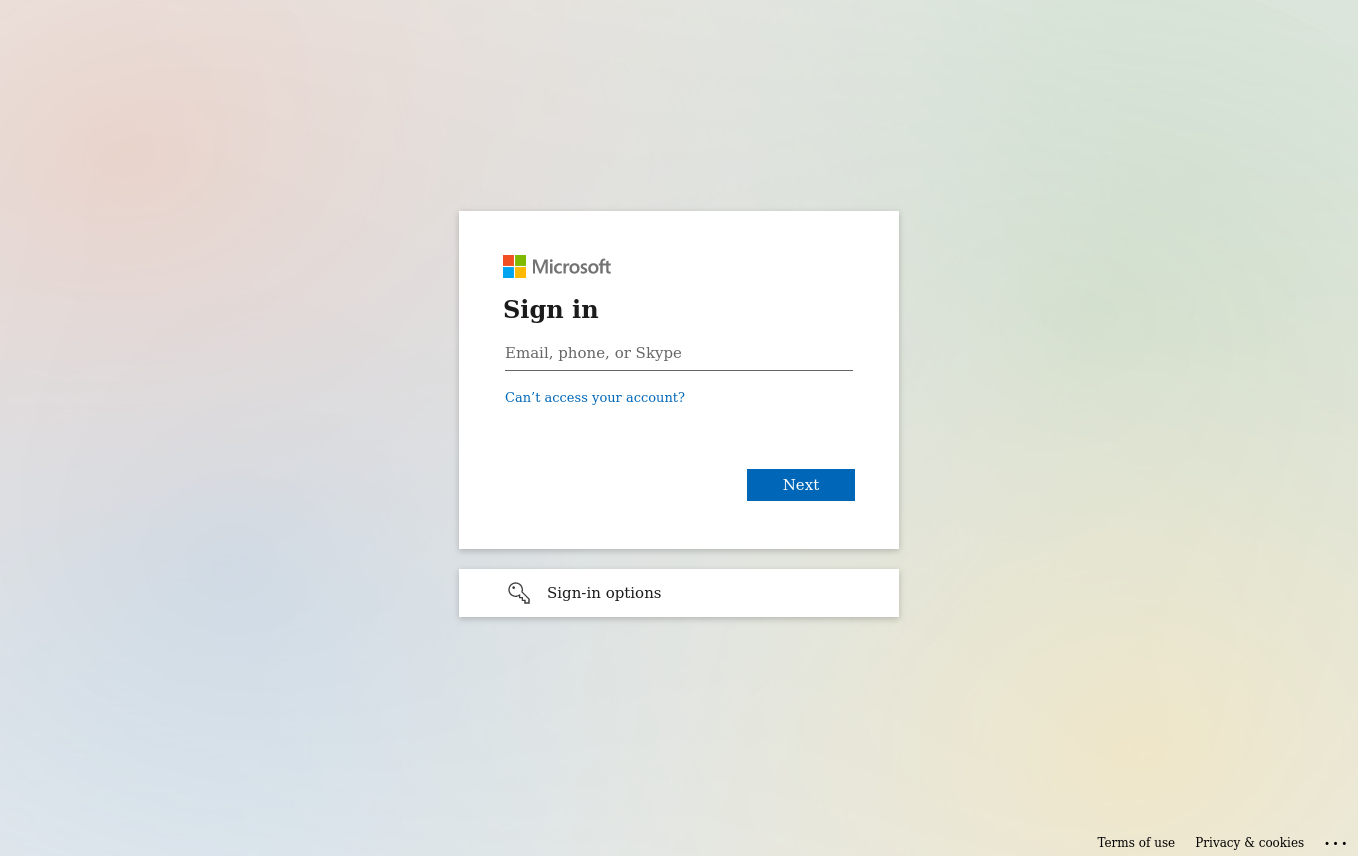 Microsoft
Sign in
Email, phone, or Skype
Can’t access your account?
Next
Sign-in options
Terms of use Privacy & cookies ...